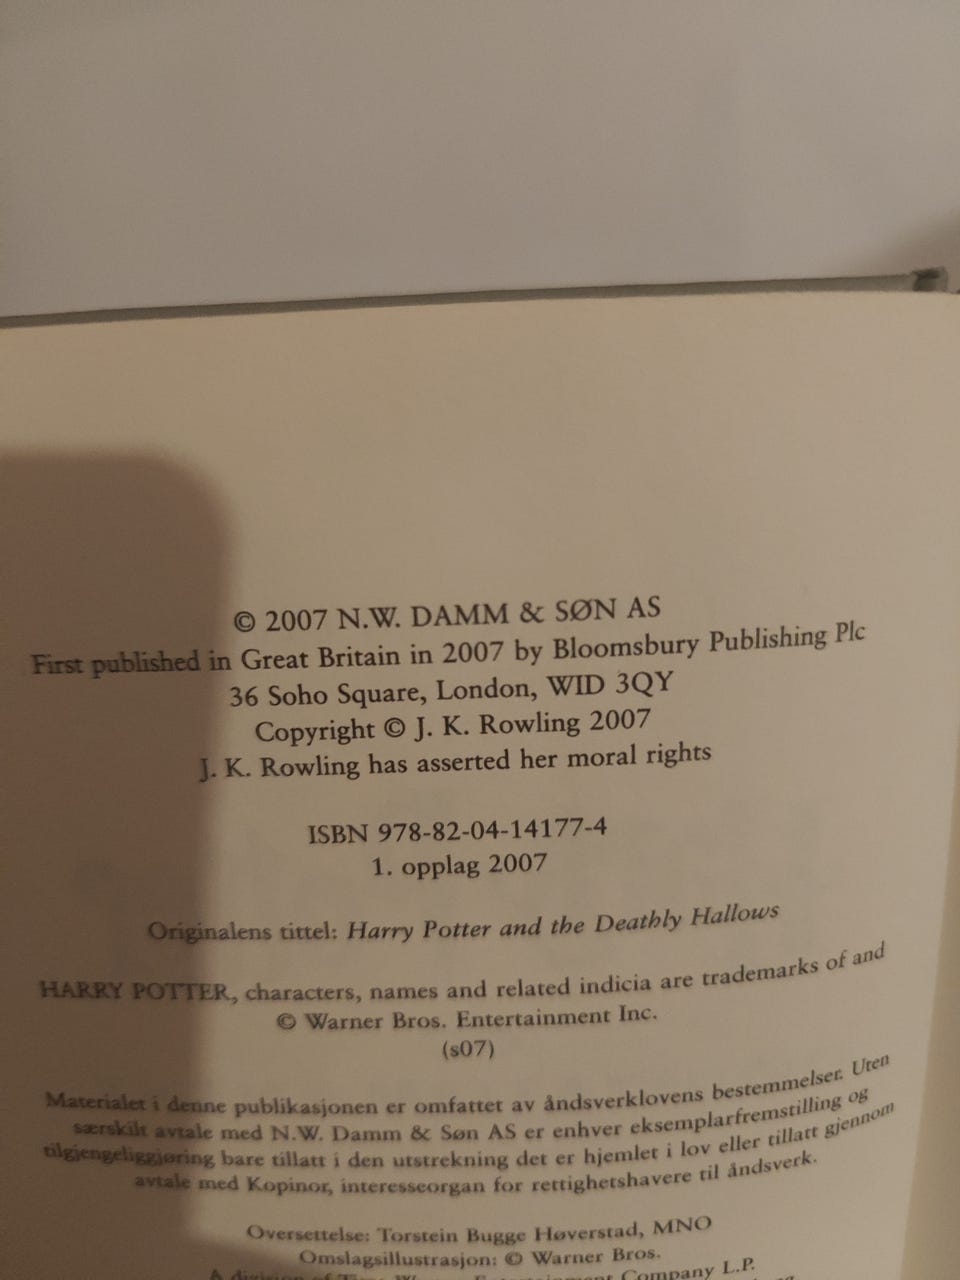 © 2007 N.W. DAMM & SØN AS
First published in Great Britain in 2007 by Bloomsbury Publishing Plc
36 Soho Square, London, WID 3QY
Copyright © J. K. Rowling 2007
J. K. Rowling has asserted her moral rights
ISBN 978-82-04-14177-4
1. opplag 2007
Originalens tittel: Harry Potter and the Deathly Hallows
HARRY POTTER, characters, names and related indicia are trademarks of and
© Warner Bros. Entertainment Inc.
(s07)
Materialet i denne publikasjonen er omfattet av åndsverklovens bestemmelser. Uten
særskilt avtale med N.W. Damm & Søn AS er enhver eksemplarfremstilling og
tilgjengeliggjøring bare tillatt i den utstrekning det er hjemlet i lov eller tillatt gjennom
avtale med Kopinor, interesseorgan for rettighetshavere til åndsverk.
Oversettelse: Torstein Bugge Høverstad, MNO
Omslagsillustrasjon: © Warner Bros.
A division of Time Warner Entertainment Company L.P.